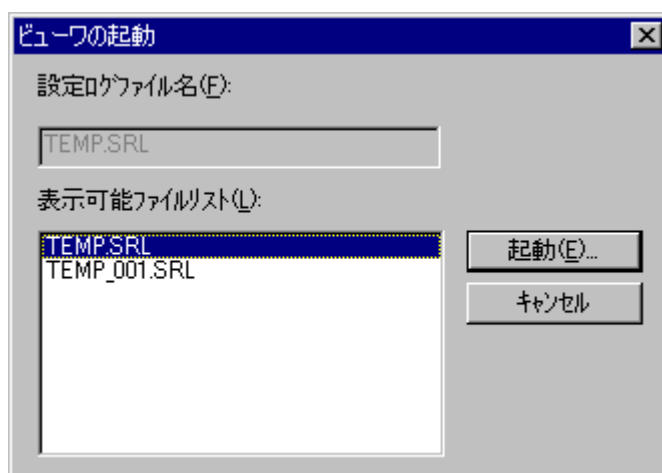 ビューワの起動
設定ﾛｸﾞﾌｧｲﾙ名(F):
TEMP.SRL
表示可能ﾌｧｲﾙﾘｽﾄ(L):
TEMP.SRL
TEMP_001.SRL
起動(E)...
ｷｬﾝｾﾙ